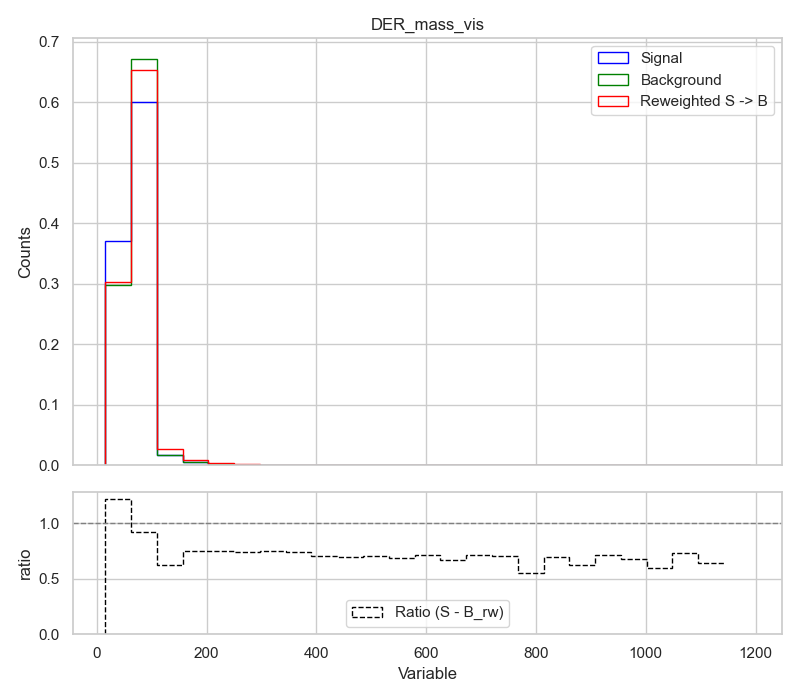 DER_mass_vis
Signal
Background
Reweighted S -> B
Counts
0.7
0.6
0.5
0.4
0.3
0.2
0.1
0.0
ratio
1.0
0.5
0.0
Ratio (S - B_rw)
0 200 400 600 800 1000 1200
Variable